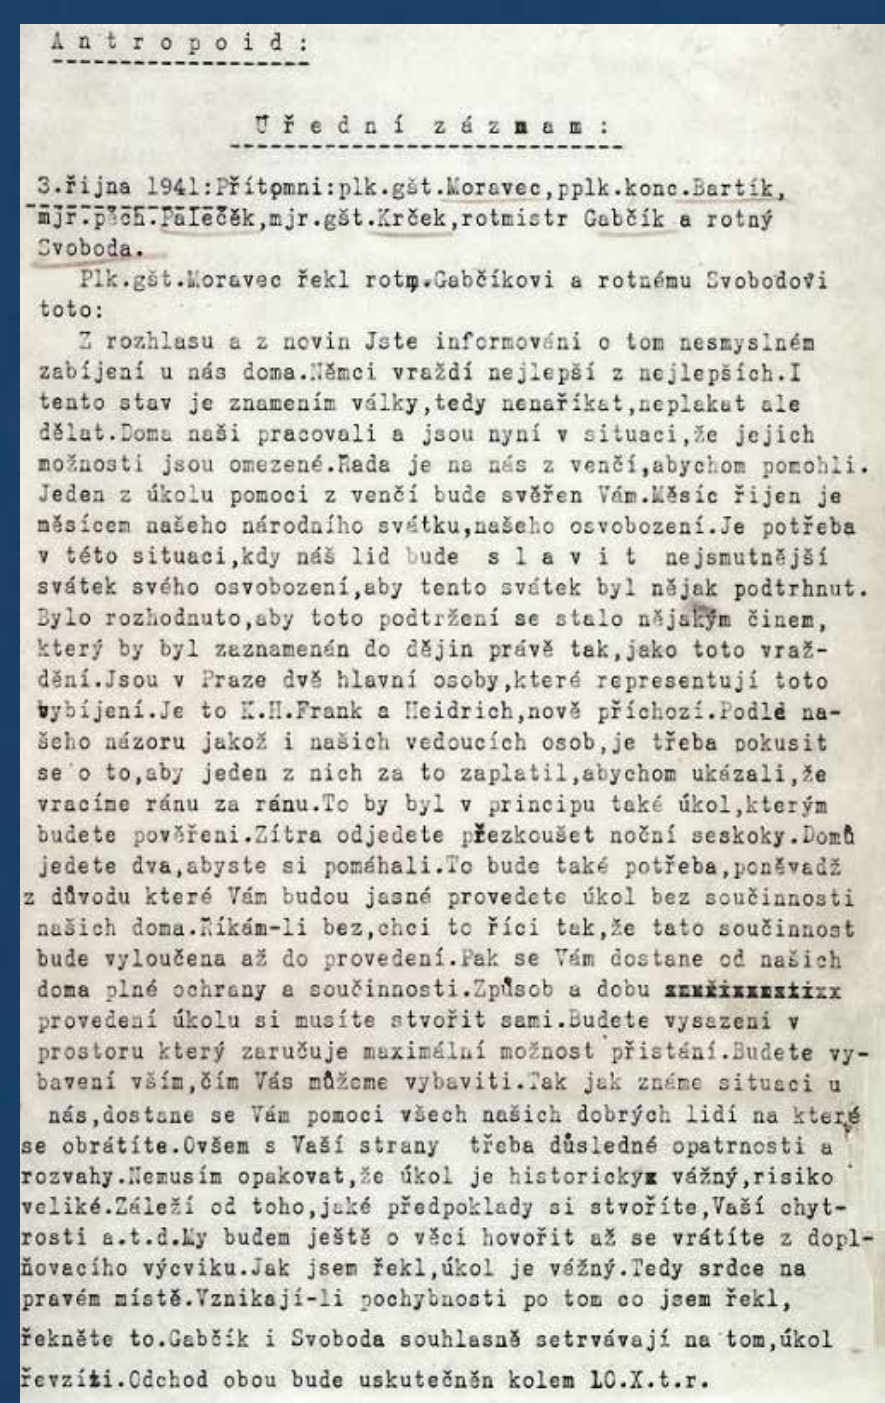 A n t r o p o i d :
Ú ř e d n í z á z n a m :
3.října 1941:Přítomni:plk.gšt.Moravec,pplk.konc.Bartík,
mjr.pěch.Paleček,mjr.gšt.Krček,rotmistr Gabčík a rotný
Svoboda.
Plk.gšt.Moravec řekl rotm.Gabčíkovi a rotnému Svobodovi
toto:
Z rozhlasu a z novin Jste informováni o tom nesmyslném
zabíjení u nás doma.Němci vraždí nejlepší z nejlepších.I
tento stav je znamením války,tedy nenaříkat,neplakat ale
dělat.Doma naši pracovali a jsou nyní v situaci,že jejich
možnosti jsou omezené.Řada je na nás z venčí,abychom pomohli.
Jeden z úkolu pomoci z venčí bude svěřen Vám.Měsíc řijen je
měsícem našeho národního svátku,našeho osvobození.Je potřeba
v této situaci,kdy náš lid bude s l a v i t nejsmutnější
svátek svého osvobození,aby tento svátek byl nějak podtrhnut.
Bylo rozhodnuto,aby toto podtržení se stalo nějakým činem,
který by byl zaznamenán do dějin právě tak,jako toto vraž-
dění.Jsou v Praze dvě hlavní osoby,které representují toto
vybíjení.Je to K.H.Frank a Heidrich,nově příchozí.Podle na-
šeho názoru jakož i našich vedoucích osob,je třeba pokusit
se o to,aby jeden z nich za to zaplatil,abychom ukázali,že
vracíme ránu za ránu.To by byl v principu také úkol,kterým
budete pověřeni.Zítra odjedete přezkoušet noční seskoky.Domů
jedete dva,abyste si pomáhali.To bude také potřeba,poněvadž
z důvodu které Vám budou jasné provedete úkol bez součinnosti
našich doma.Říkám-li bez,chci to říci tak,že tato součinnost
bude vyloučena až do provedení.Pak se Vám dostane od našich
doma plné ochrany a součinnosti.Způsob a dobu
provedení úkolu si musíte stvořit sami.Budete vysazeni v
prostoru který zaručuje maximální možnost přistání.Budete vy-
bavení vším,čím Vás můžeme vybaviti.Tak jak známe situaci u
nás,dostane se Vám pomoci všech našich dobrých lidí na které
se obrátíte.Ovšem s Vaší strany třeba důsledné opatrnosti a
rozvahy.Nemusím opakovat,že úkol je historicky vážný,risiko
veliké.Záleží od toho,jaké předpoklady si stvoříte,Vaší chyt-
rosti a.t.d.My budem ještě o věci hovořit až se vrátíte z dopl-
ňovacího výcviku.Jak jsem řekl,úkol je vážný.Tedy srdce na
pravém místě.Vznikají-li pochybnosti po tom co jsem řekl,
řekněte to.Gabčík i Svoboda souhlasně setrvávají na tom,úkol
řevzíti.Odchod obou bude uskutečněn kolem 10.X.t.r.